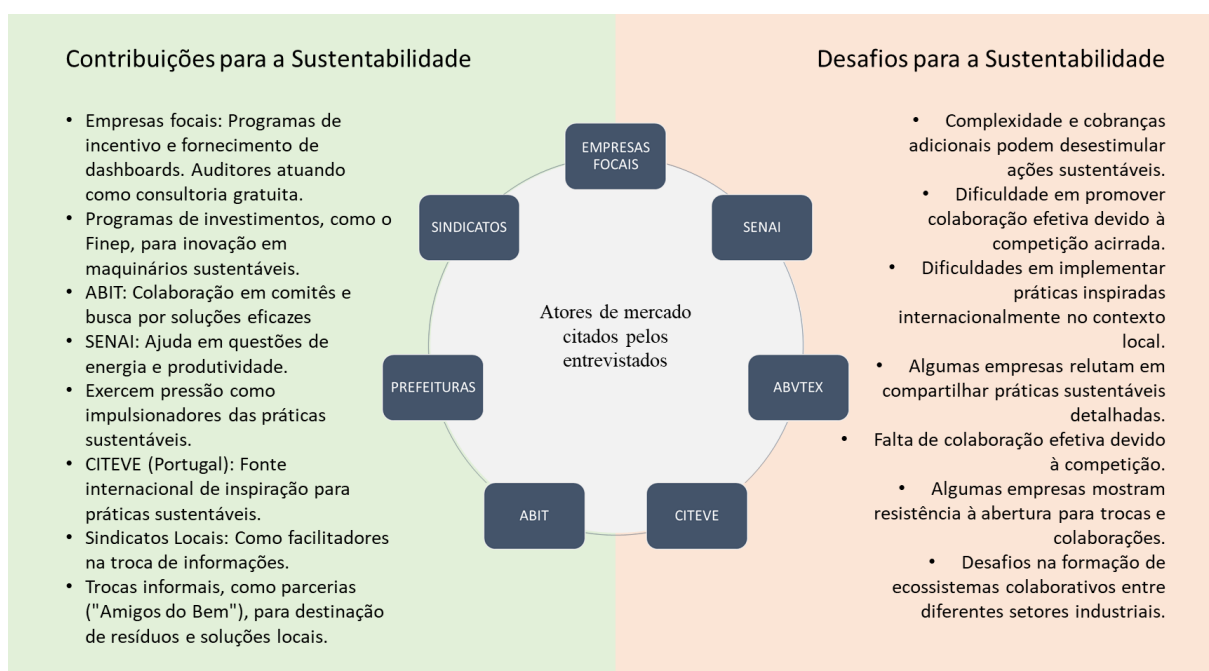 Contribuições para a Sustentabilidade
• Empresas focais: Programas de
incentivo e fornecimento de
dashboards. Auditores atuando
como consultoria gratuita.
• Programas de investimentos, como o
Finep, para inovação em
maquinários sustentáveis.
• ABIT: Colaboração em comitês e
busca por soluções eficazes
• SENAI: Ajuda em questões de
energia e produtividade.
• Exercem pressão como
impulsionadores das práticas
sustentáveis.
• CITEVE (Portugal): Fonte
internacional de inspiração para
práticas sustentáveis.
• Sindicatos Locais: Como facilitadores
na troca de informações.
• Trocas informais, como parcerias
("Amigos do Bem"), para destinação
de resíduos e soluções locais.
EMPRESAS
FOCAIS
SINDICATOS
SENAI
Atores de mercado
citados pelos
entrevistados
PREFEITURAS
ABVTEX
ABIT
CITEVE
Desafios para a Sustentabilidade
• Complexidade e cobranças
adicionais podem desestimular
ações sustentáveis.
• Dificuldade em promover
colaboração efetiva devido à
competição acirrada.
• Dificuldades em implementar
práticas inspiradas
internacionalmente no contexto
local.
• Algumas empresas relutam em
compartilhar práticas sustentáveis
detalhadas.
• Falta de colaboração efetiva devido
à competição.
• Algumas empresas mostram
resistência à abertura para trocas e
colaborações.
• Desafios na formação de
ecossistemas colaborativos entre
diferentes setores industriais.